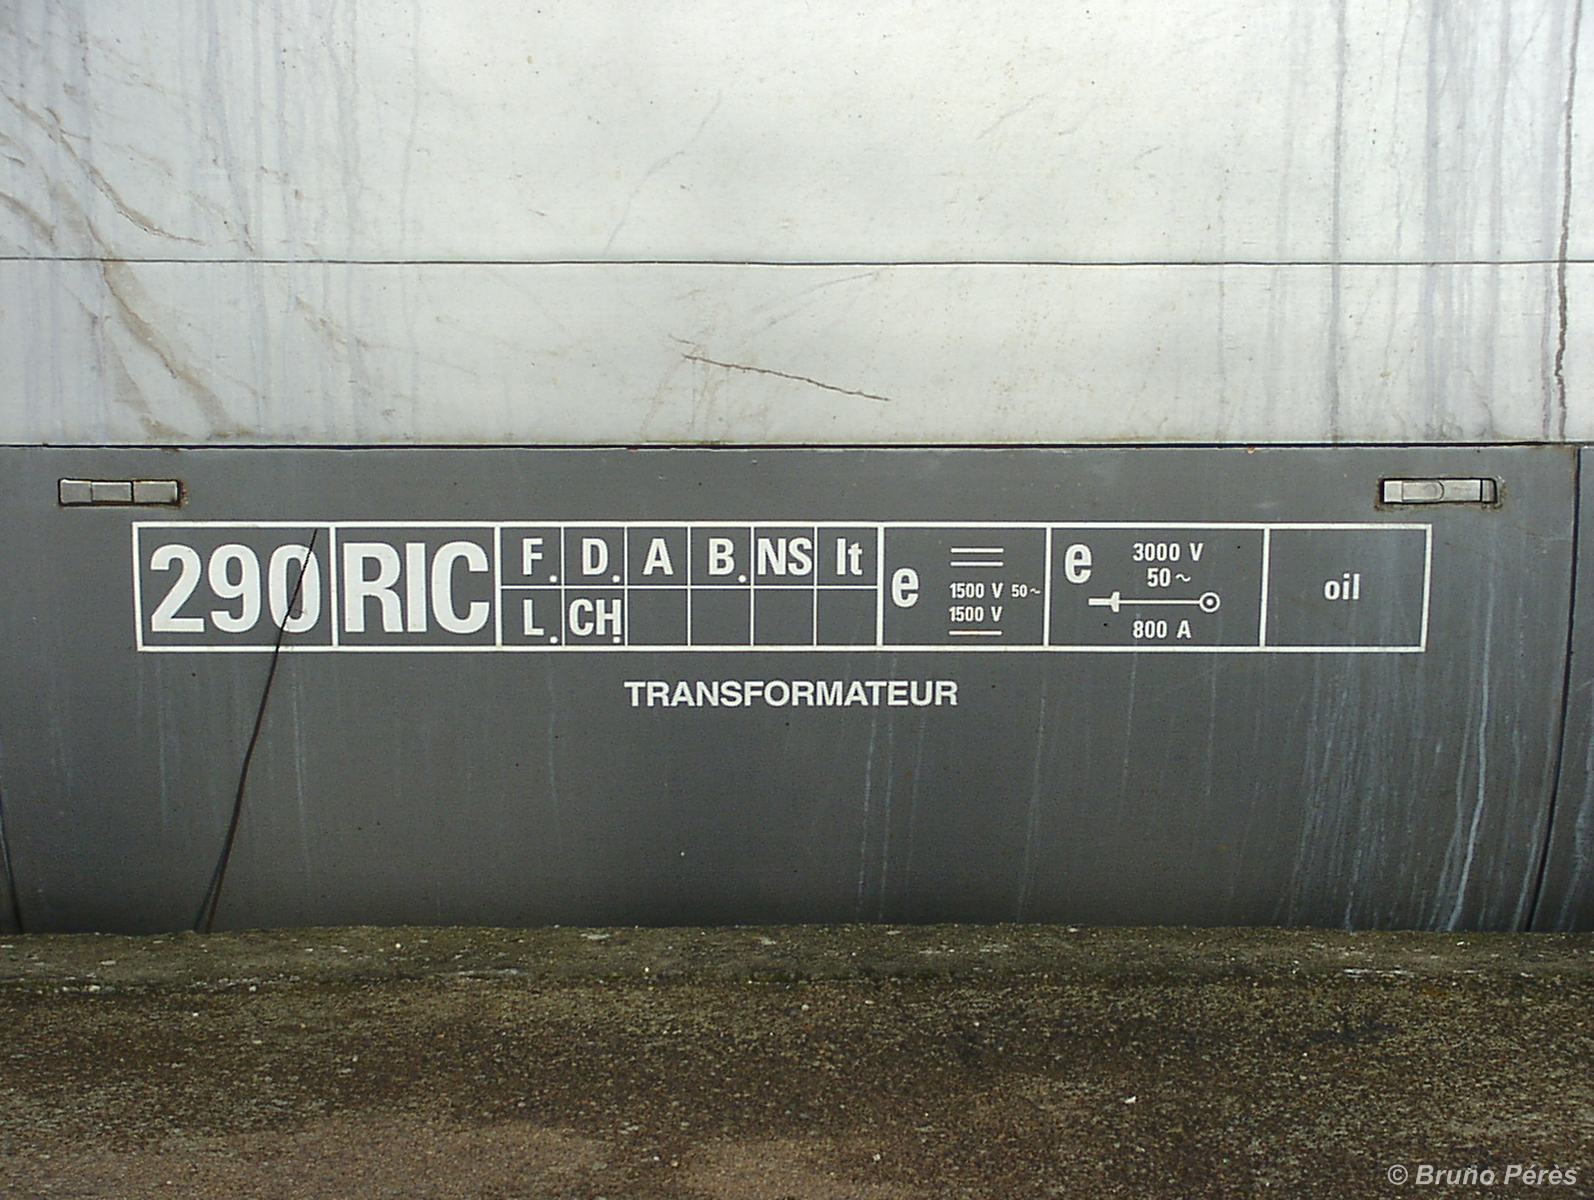 290 RIC F. D. A B. NS It
L. CH.
e 1500 V 50~
1500 V
e 3000 V
50~
800 A
oil
TRANSFORMATEUR
© Bruno Pérès